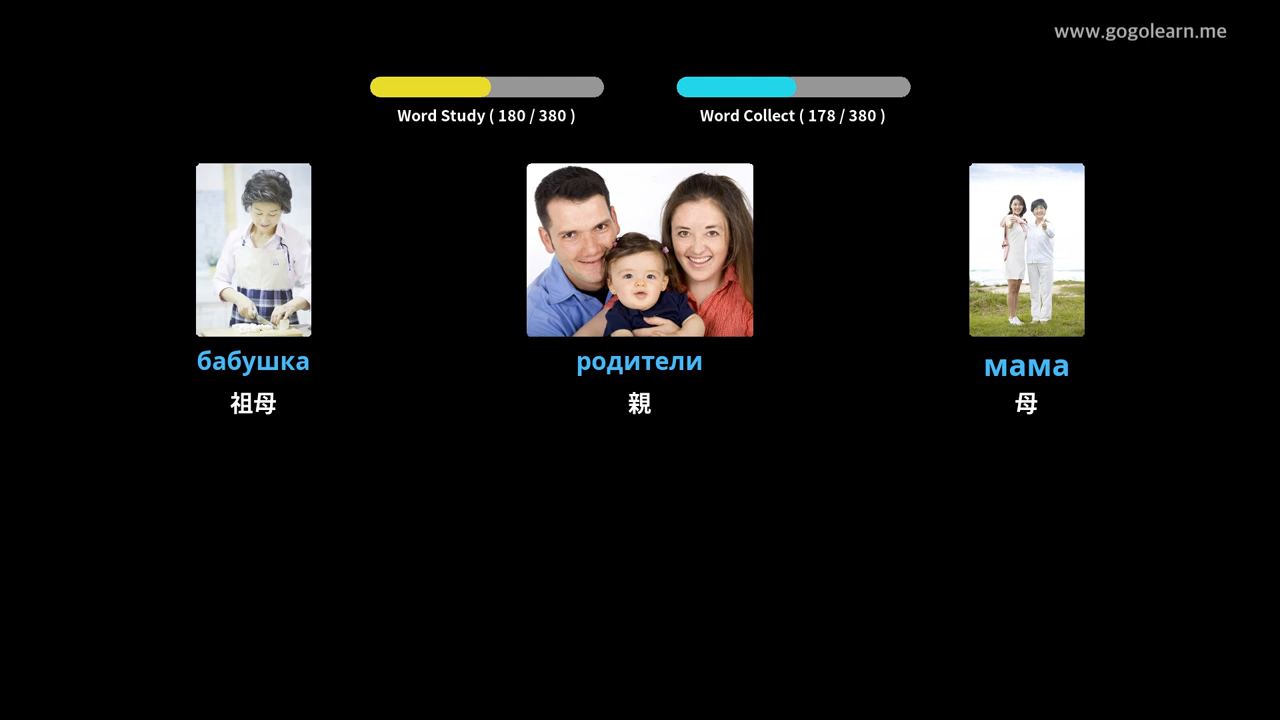 www.gogolearn.me
Word Study ( 180 / 380 )
Word Collect ( 178 / 380 )
бабушка
родители
мама
祖母
親
母